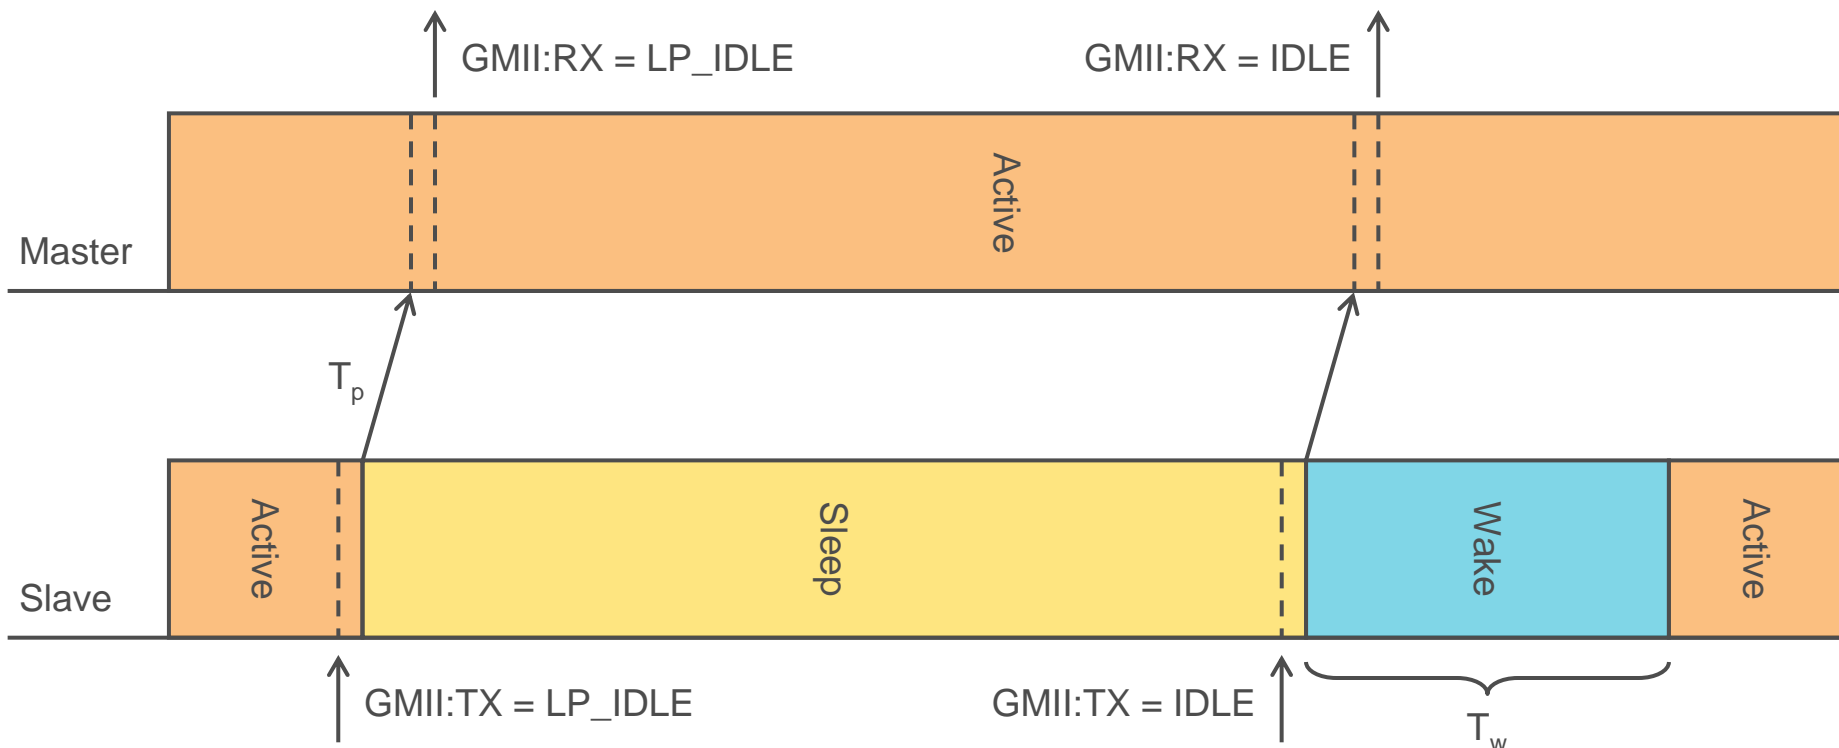 GMII:RX = LP_IDLE
GMII:RX = IDLE
Active
Master
Tp
Active
Sleep
Wake
Active
Slave
GMII:TX = LP_IDLE
GMII:TX = IDLE
Tw